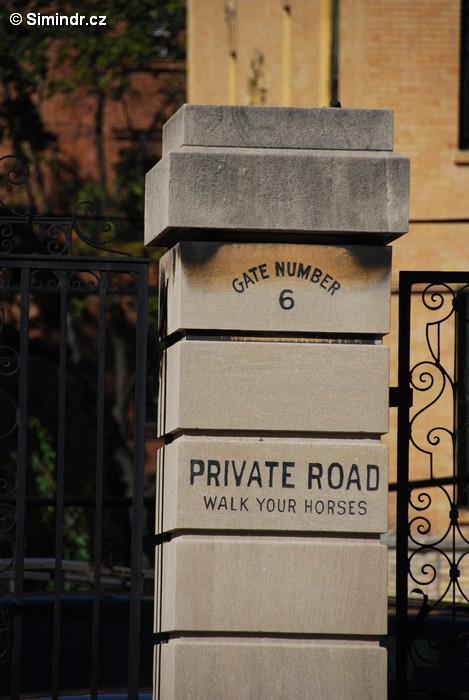 © Simindr.cz
GATE NUMBER
6
PRIVATE ROAD
WALK YOUR HORSES